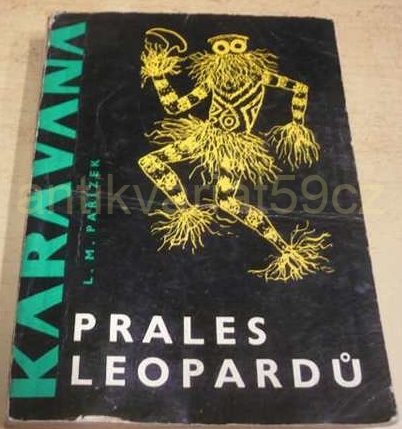 KARAVANA
L. M. PAŘÍZEK
PRALES
LEOPARDŮ
antikvariat59cz